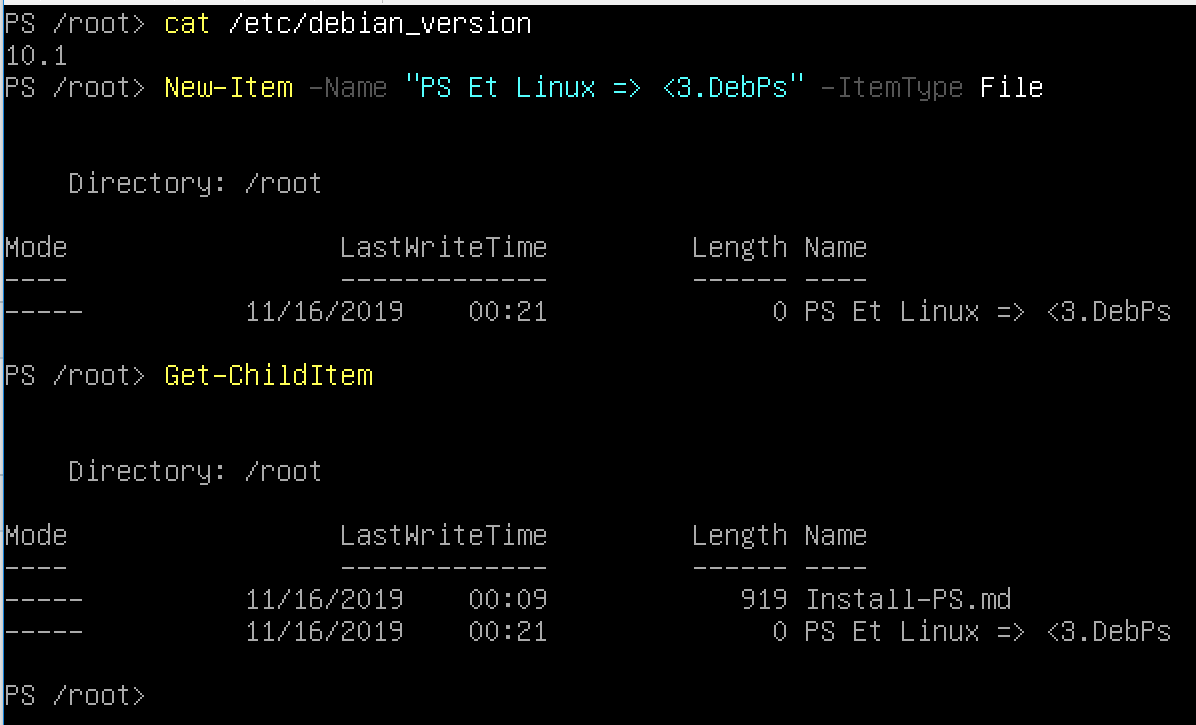 PS /root> cat /etc/debian_version
10.1
PS /root> New-Item -Name "PS Et Linux => <3.DebPs" -ItemType File
Directory: /root
Mode                 LastWriteTime         Length Name
----                 -------------         ------ ----
-----          11/16/2019    00:21              0 PS Et Linux => <3.DebPs
PS /root> Get-ChildItem
Directory: /root
Mode                 LastWriteTime         Length Name
----                 -------------         ------ ----
-----          11/16/2019    00:09            919 Install-PS.md
-----          11/16/2019    00:21              0 PS Et Linux => <3.DebPs
PS /root>